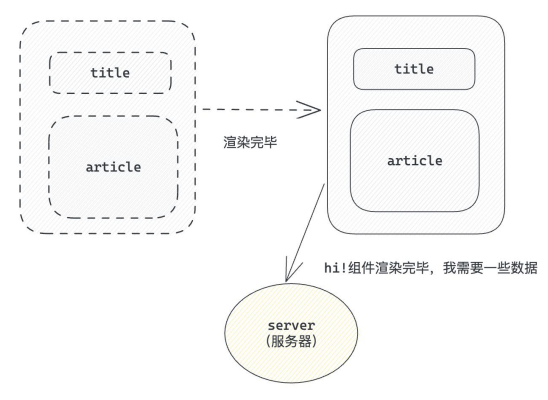 title
article
渲染完毕
title
article
hi!组件渲染完毕，我需要一些数据
server
(服务器)